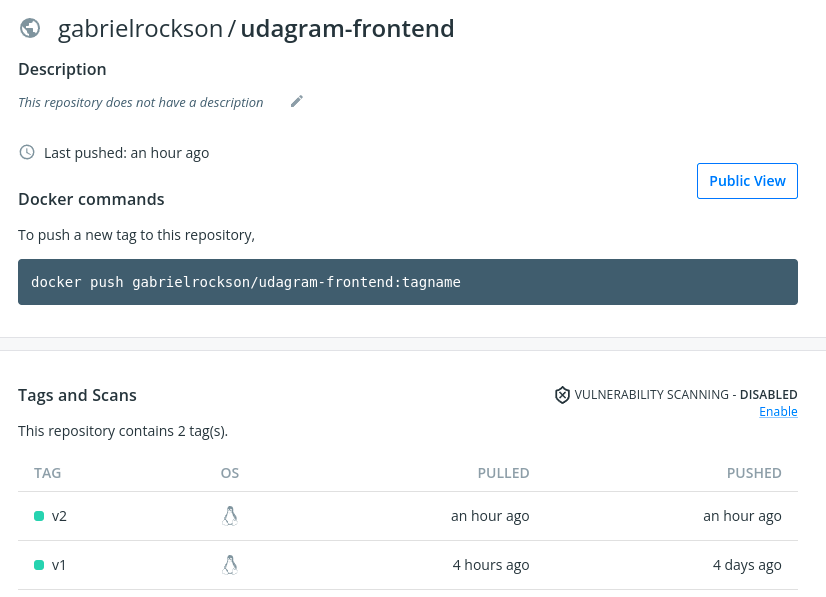 gabrielrockson / udagram-frontend
Description
This repository does not have a description
Last pushed: an hour ago
Public View
Docker commands
To push a new tag to this repository,
docker push gabrielrockson/udagram-frontend:tagname
Tags and Scans
VULNERABILITY SCANNING - DISABLED
Enable
This repository contains 2 tag(s).
TAG OS PULLED PUSHED
v2 an hour ago an hour ago
v1 4 hours ago 4 days ago